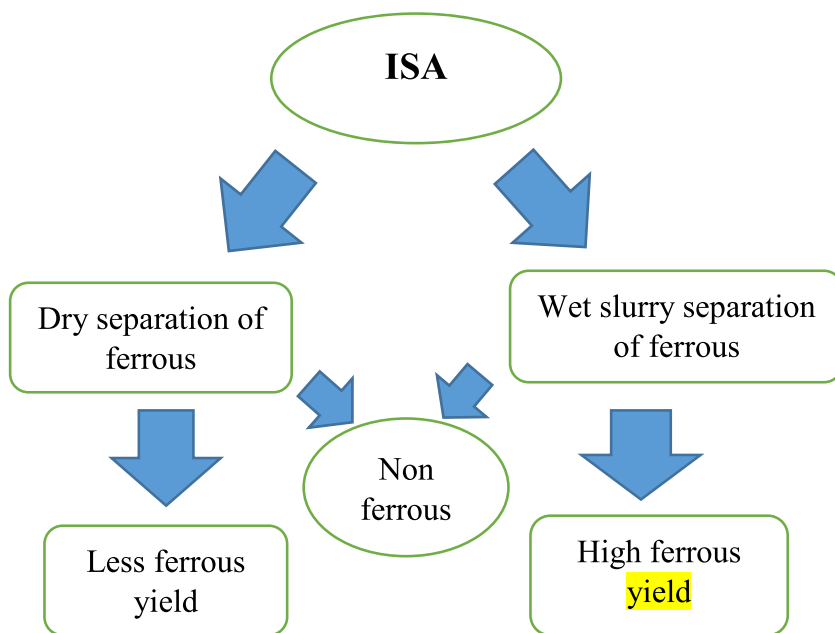 ISA
Dry separation of
ferrous
Wet slurry separation
of ferrous
Non
ferrous
Less ferrous
yield
High ferrous
yield